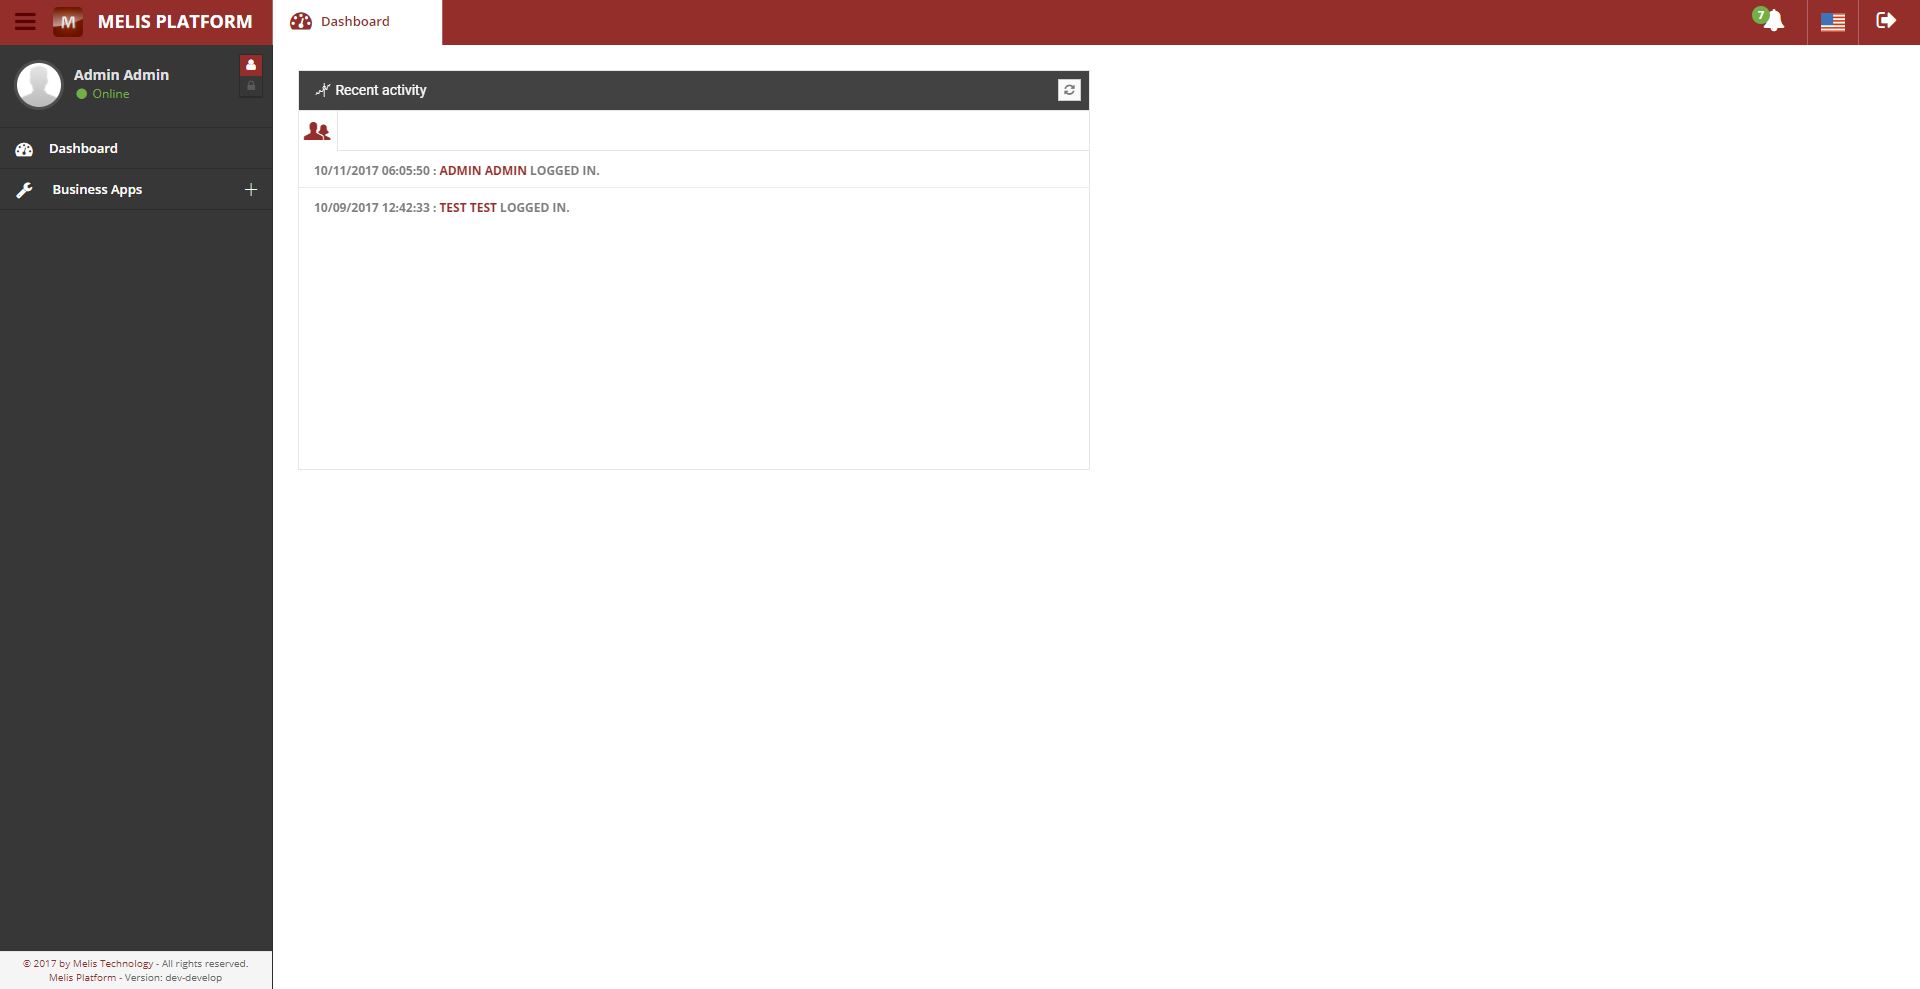 M MELIS PLATFORM
Dashboard
7
Admin Admin
Online
Dashboard
Business Apps
Recent activity
10/11/2017 06:05:50 : ADMIN ADMIN LOGGED IN.
10/09/2017 12:42:33 : TEST TEST LOGGED IN.
© 2017 by Melis Technology - All rights reserved.
Melis Platform - Version: dev-develop